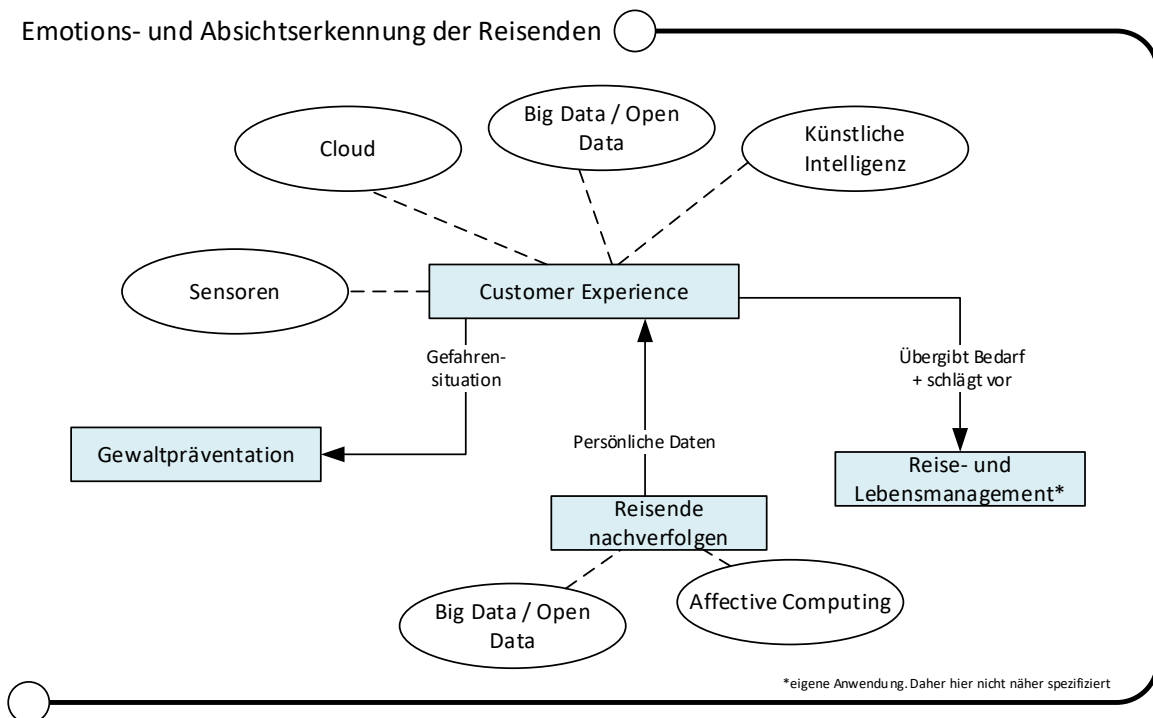 Emotions- und Absichtserkennung der Reisenden
Big Data / Open
Data
Cloud
Künstliche
Intelligenz
Sensoren
Customer Experience
Gefahren-
situation
Übergibt Bedarf
+ schlägt vor
Gewaltpräventation
Persönliche Daten
Reise- und
Lebensmanagement*
Reisende
nachverfolgen
Big Data / Open
Data
Affective Computing
*eigene Anwendung. Daher hier nicht näher spezifiziert